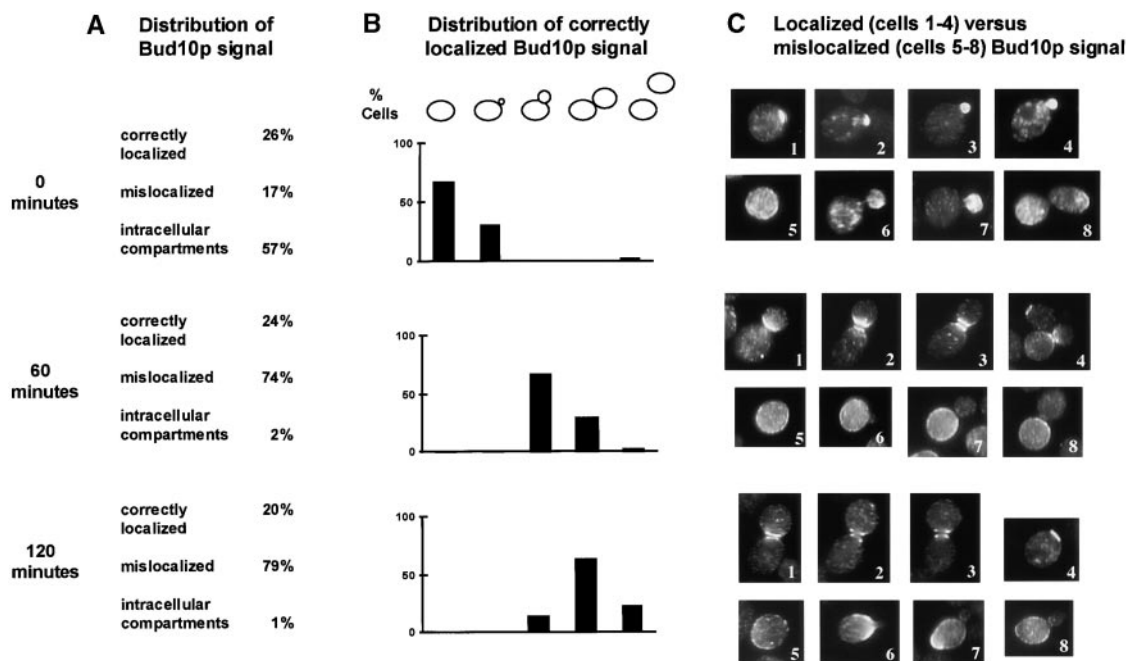 A Distribution of
Bud10p signal
B Distribution of correctly
localized Bud10p signal
C Localized (cells 1-4) versus
mislocalized (cells 5-8) Bud10p signal
%
Cells
0
minutes
correctly
localized 26%
mislocalized 17%
intracellular
compartments 57%
100
50
0
1 2 3 4
5 6 7 8
60
minutes
correctly
localized 24%
mislocalized 74%
intracellular
compartments 2%
100
50
0
1 2 3 4
5 6 7 8
120
minutes
correctly
localized 20%
mislocalized 79%
intracellular
compartments 1%
100
50
0
1 2 3 4
5 6 7 8